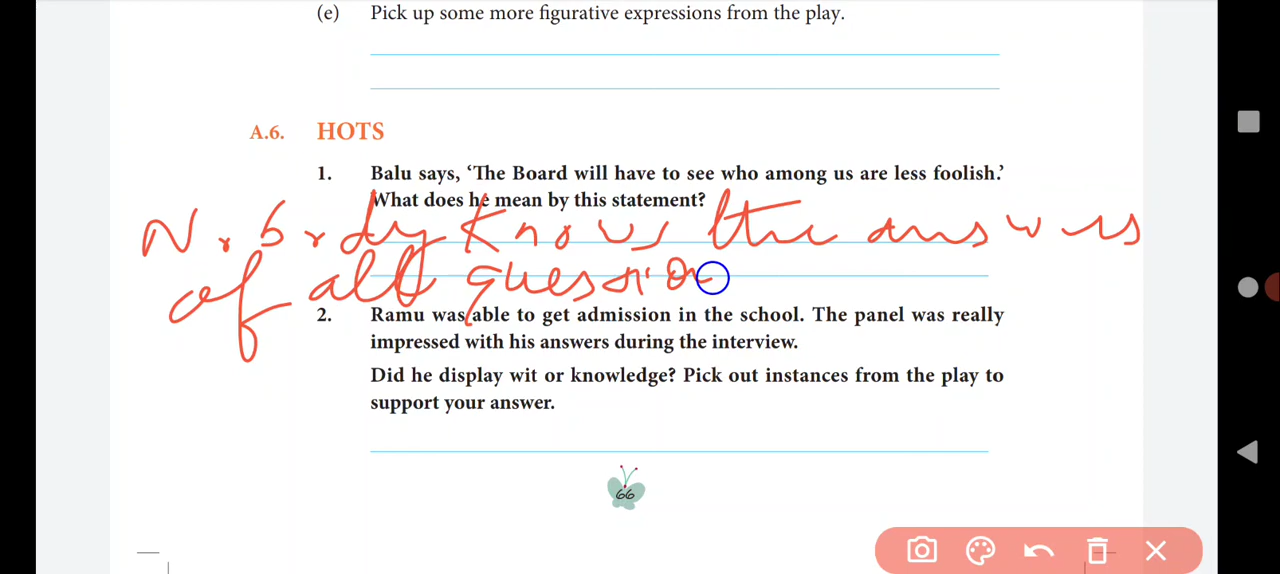 (e) Pick up some more figurative expressions from the play.
A.6. HOTS
1. Balu says, ‘The Board will have to see who among us are less foolish.’
What does he mean by this statement?
Nobody knows the answers
of all question
2. Ramu was able to get admission in the school. The panel was really
impressed with his answers during the interview.
Did he display wit or knowledge? Pick out instances from the play to
support your answer.
66